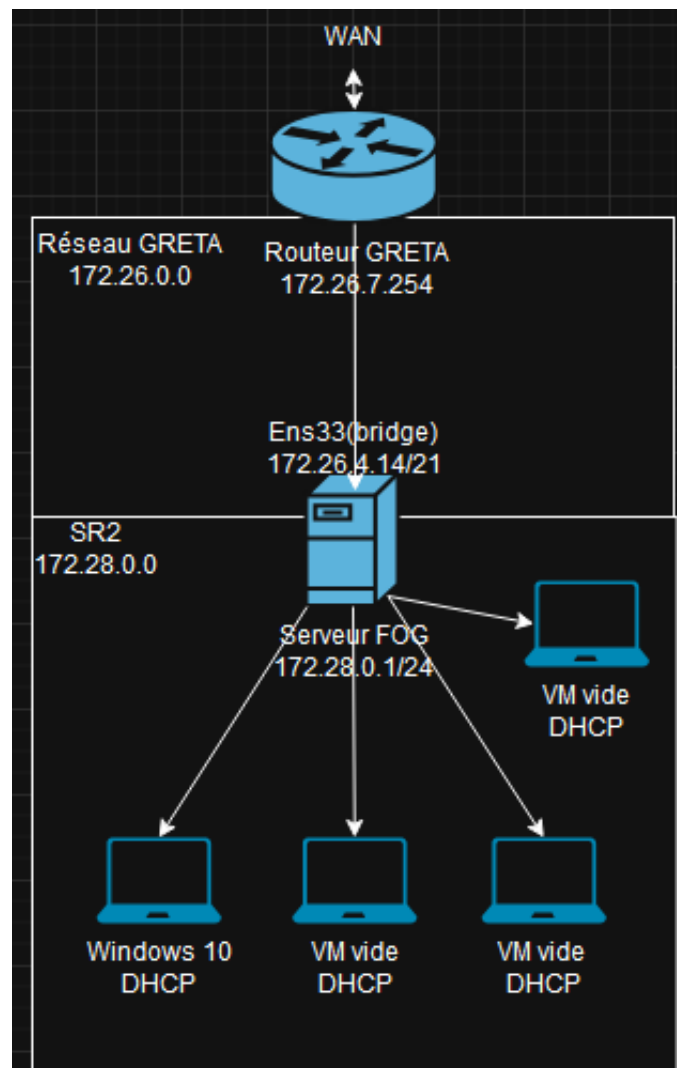 WAN
Réseau GRETA
172.26.0.0
Routeur GRETA
172.26.7.254
Ens33(bridge)
172.26.4.14/21
SR2
172.28.0.0
Serveur FOG
172.28.0.1/24
VM vide
DHCP
Windows 10
DHCP
VM vide
DHCP
VM vide
DHCP